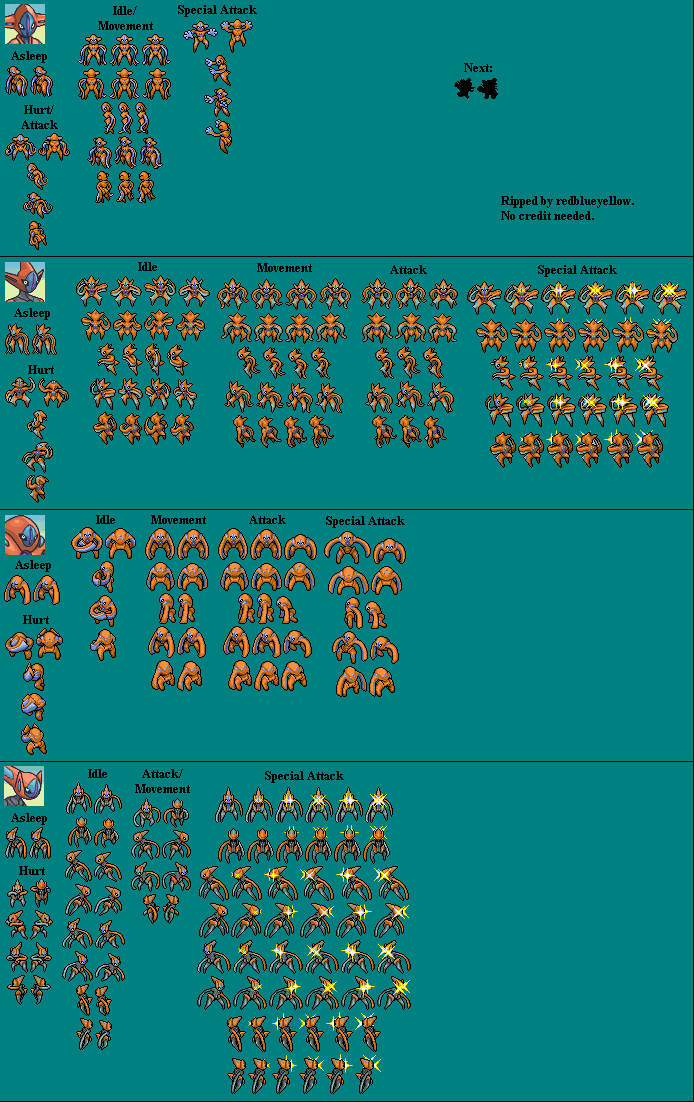 Idle/
Movement
Special Attack
Asleep
Hurt/
Attack
Next:
Ripped by redblueyellow.
No credit needed.
Idle
Movement
Attack
Special Attack
Asleep
Hurt
Idle
Movement
Attack
Special Attack
Asleep
Hurt
Idle
Attack/
Movement
Special Attack
Asleep
Hurt